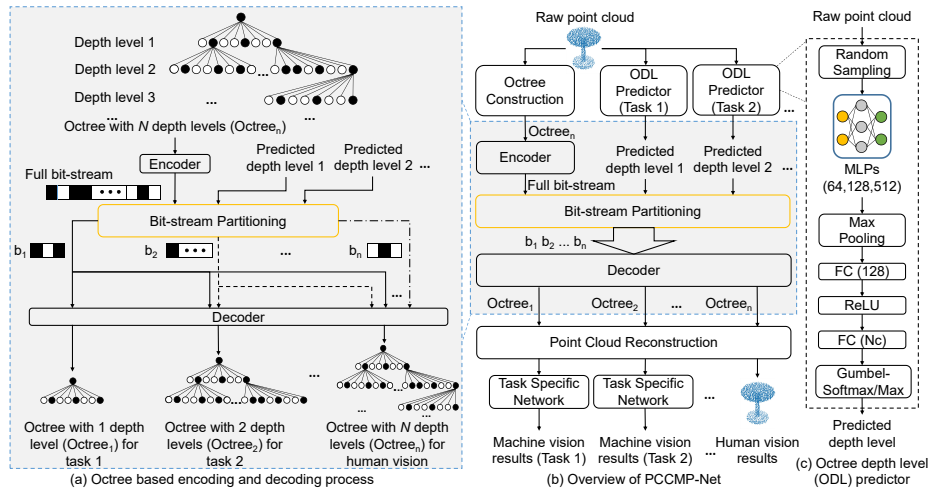 Depth level 1
Depth level 2
...
Depth level 3
...
...
...
...
Octree with N depth levels (Octreeₙ)
Encoder
Predicted
depth level 1
Predicted
depth level 2
...
Full bit-stream
Bit-stream Partitioning
b₁
b₂
...
bₙ
...
Decoder
...
...
...
...
Octree with 1 depth
level (Octree₁) for
task 1
Octree with 2 depth
levels (Octree₂) for
task 2
Octree with N depth
levels (Octreeₙ) for
human vision
(a) Octree based encoding and decoding process
Raw point cloud
Octree
Construction
ODL
Predictor
(Task 1)
ODL
Predictor
(Task 2)
...
Octreeₙ
Encoder
Predicted
depth level 1
Predicted
depth level 2
...
Full bit-stream
Bit-stream Partitioning
b₁ b₂ ... bₙ
Decoder
Octree₁
Octree₂
...
Octreeₙ
Point Cloud Reconstruction
Task Specific
Network
Task Specific
Network
...
Machine vision
results (Task 1)
Machine vision
results (Task 2)
...
Human vision
results
(b) Overview of PCCMP-Net
Raw point cloud
Random
Sampling
MLPs
(64,128,512)
Max
Pooling
FC (128)
ReLU
FC (Nc)
Gumbel-
Softmax/Max
Predicted
depth level
(c) Octree depth level
(ODL) predictor